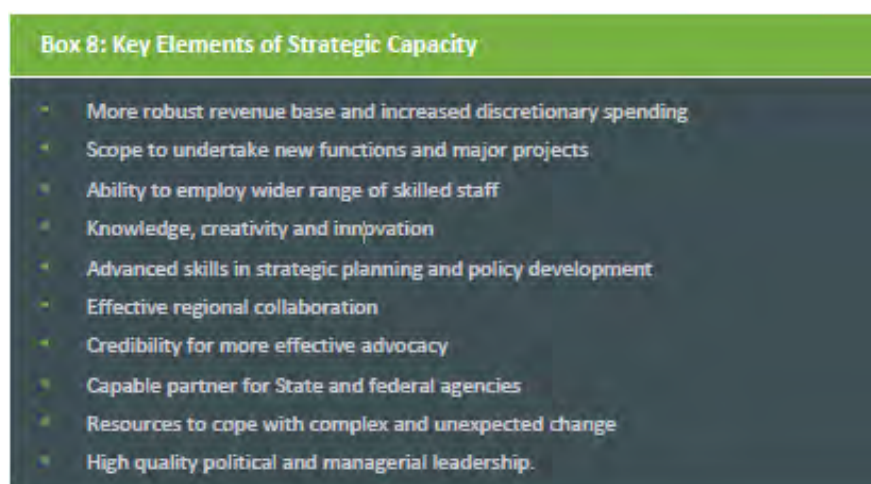 Box 8: Key Elements of Strategic Capacity
• More robust revenue base and increased discretionary spending
• Scope to undertake new functions and major projects
• Ability to employ wider range of skilled staff
• Knowledge, creativity and innovation
• Advanced skills in strategic planning and policy development
• Effective regional collaboration
• Credibility for more effective advocacy
• Capable partner for State and federal agencies
• Resources to cope with complex and unexpected change
• High quality political and managerial leadership.